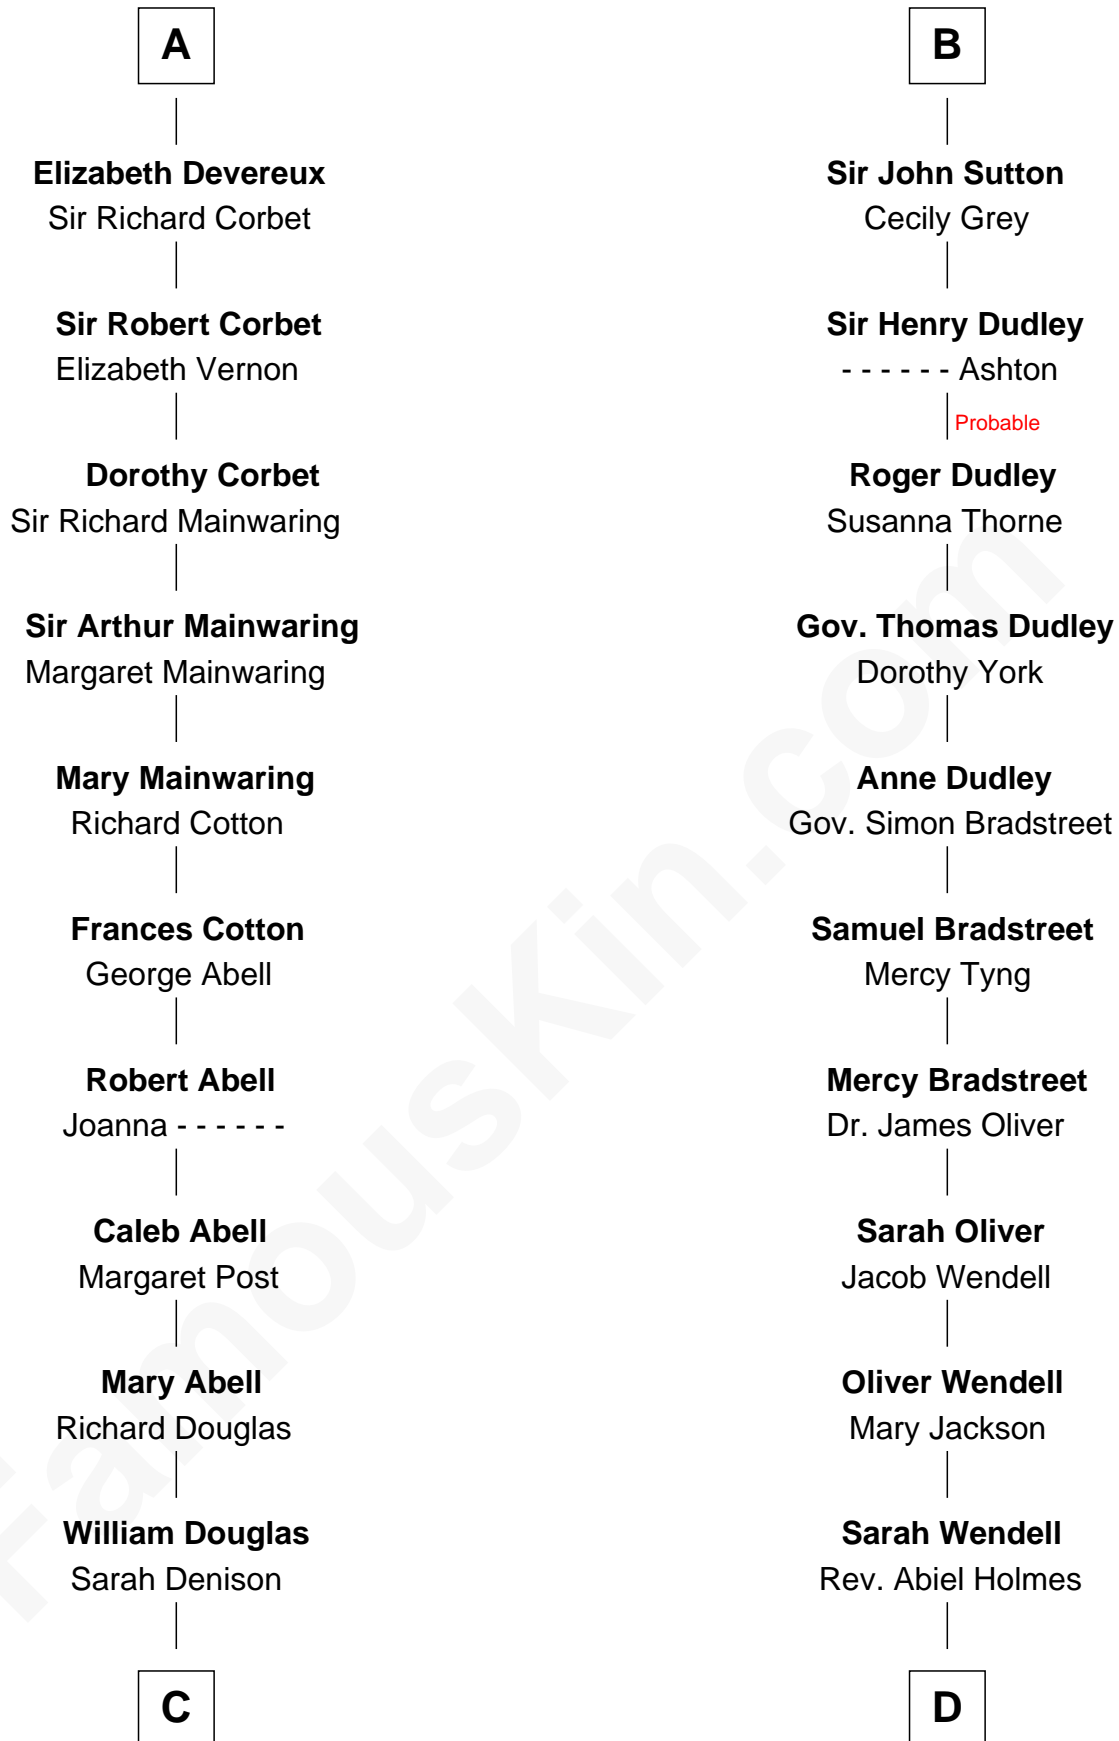 A
Elizabeth Devereux
Sir Richard Corbet
Sir Robert Corbet
Elizabeth Vernon
Dorothy Corbet
Sir Richard Mainwaring
Sir Arthur Mainwaring
Margaret Mainwaring
Mary Mainwaring
Richard Cotton
Frances Cotton
George Abell
Robert Abell
Joanna - - - - - -
Caleb Abell
Margaret Post
Mary Abell
Richard Douglas
William Douglas
Sarah Denison
C
B
Sir John Sutton
Cecily Grey
Sir Henry Dudley
- - - - - - Ashton
Probable
Roger Dudley
Susanna Thorne
Gov. Thomas Dudley
Dorothy York
Anne Dudley
Gov. Simon Bradstreet
Samuel Bradstreet
Mercy Tyng
Mercy Bradstreet
Dr. James Oliver
Sarah Oliver
Jacob Wendell
Oliver Wendell
Mary Jackson
Sarah Wendell
Rev. Abiel Holmes
D
FamousKin.com